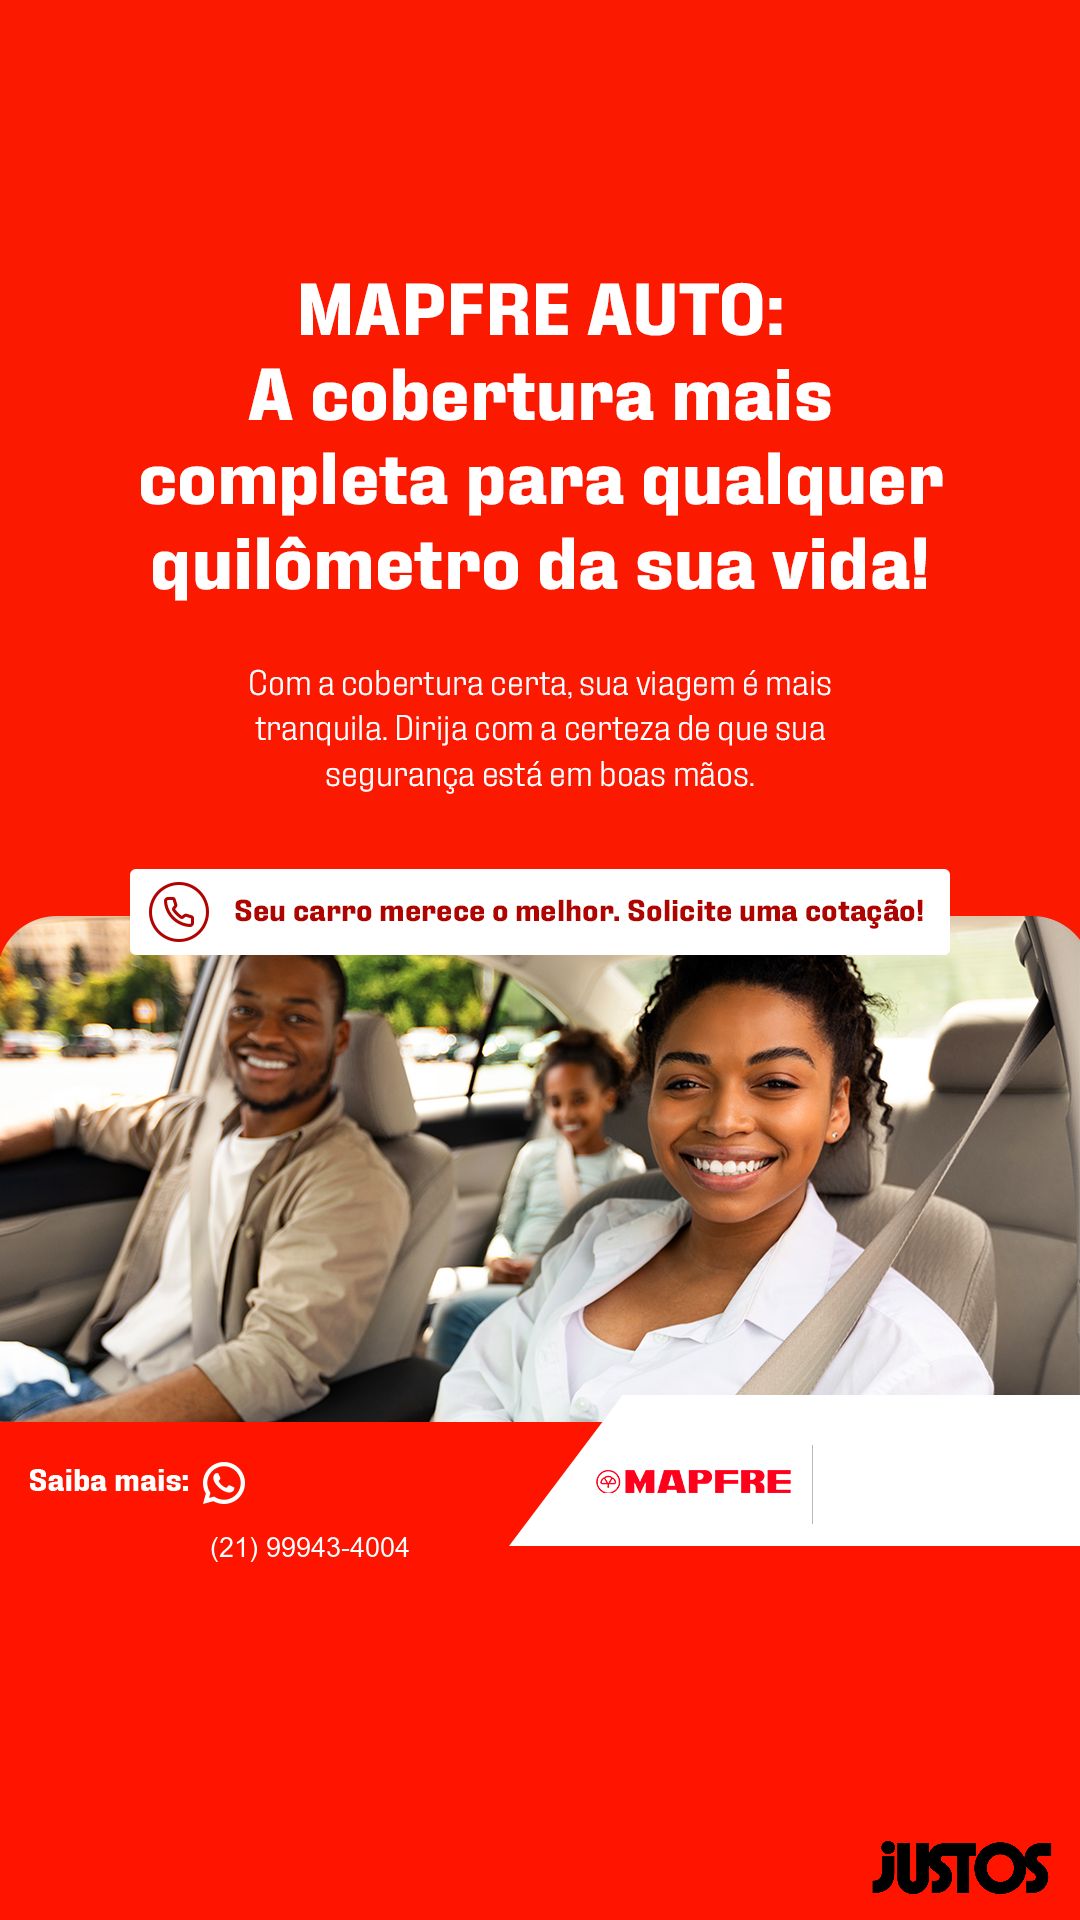 MAPFRE AUTO:
A cobertura mais
completa para qualquer
quilômetro da sua vida!
Com a cobertura certa, sua viagem é mais
tranquila. Dirija com a certeza de que sua
segurança está em boas mãos.
Seu carro merece o melhor. Solicite uma cotação!
Saiba mais:
MAPFRE
(21) 99943-4004
jUSTOS